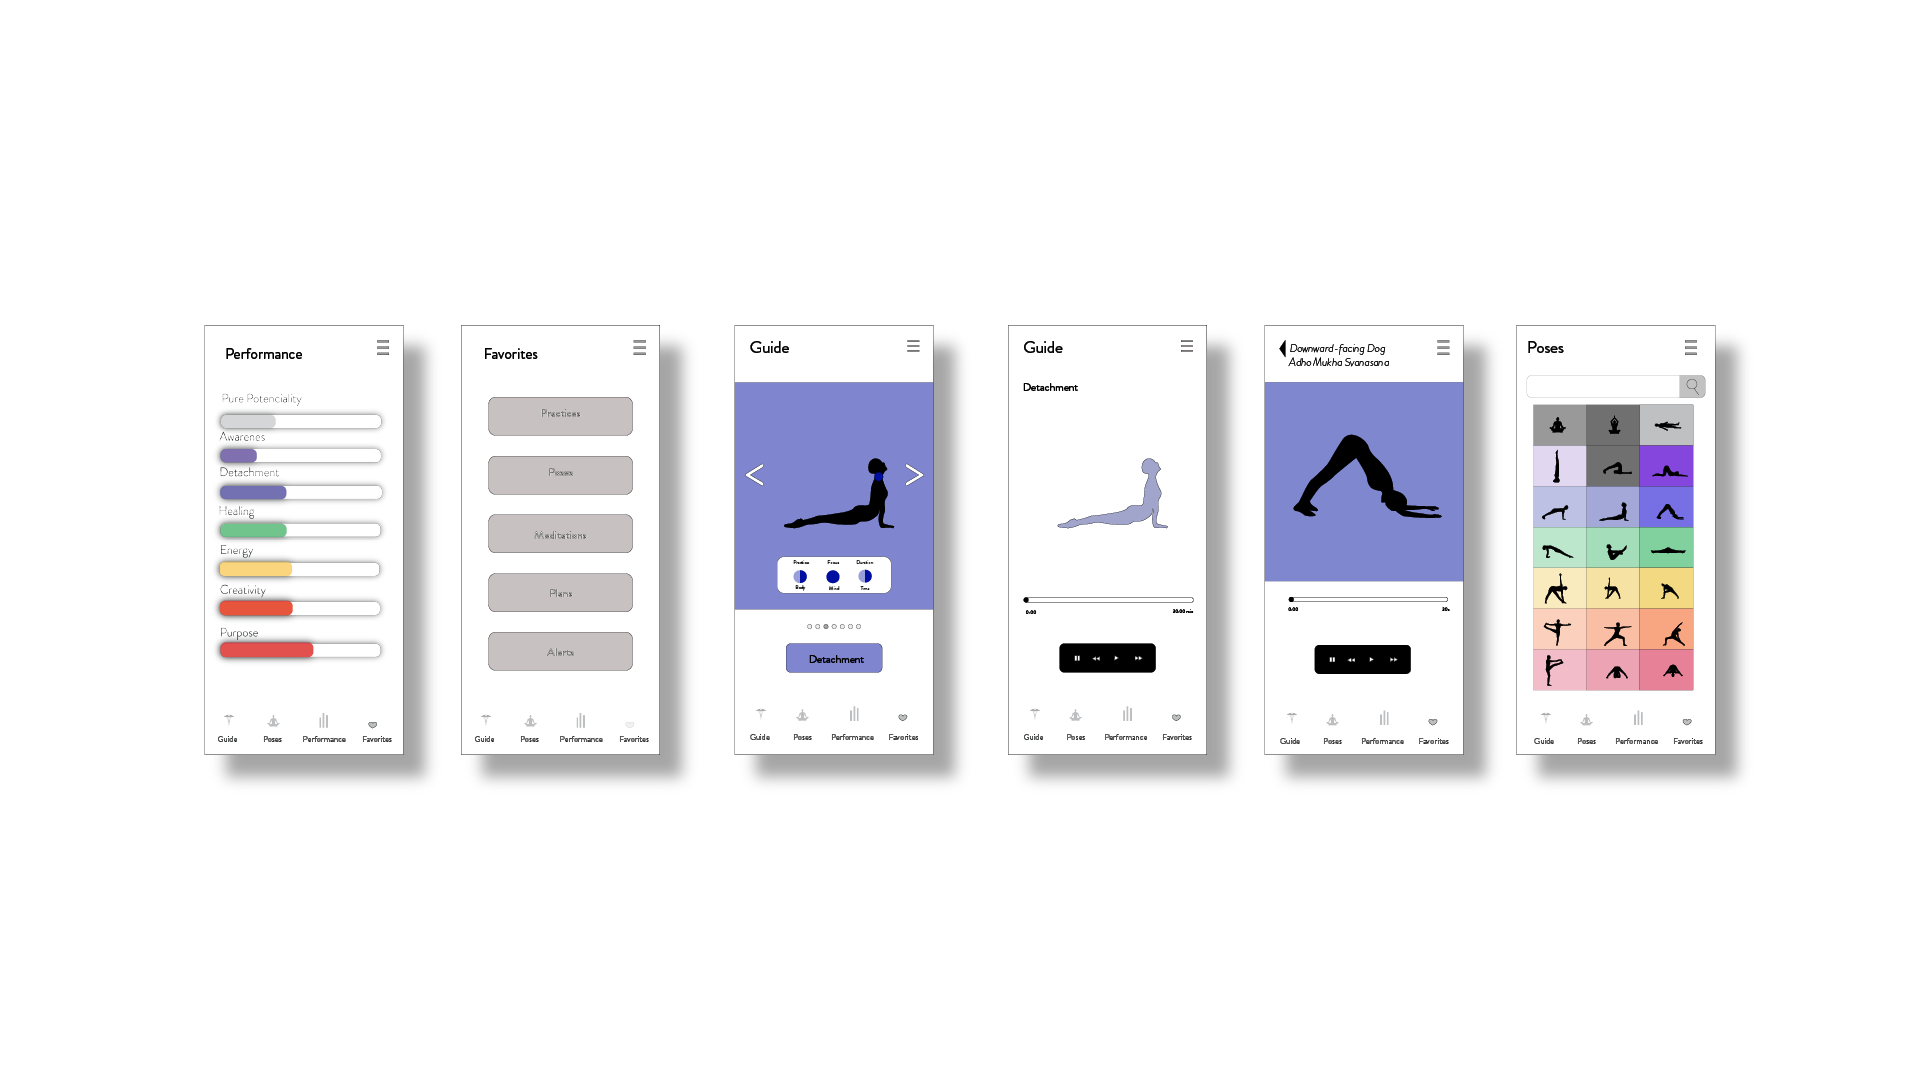 Performance
Pure Potenciality
Awarenes
Detachment
Healing
Energy
Creativity
Purpose
Guide Poses Performance Favorites
Favorites
Practices
Poses
Meditations
Plans
Alerts
Guide Poses Performance Favorites
Guide
Practice Focus Duration
Body Mind Time
Detachment
Guide Poses Performance Favorites
Guide
Detachment
0:00 30:00 min
Guide Poses Performance Favorites
Downward-facing Dog
Adho Mukha Svanasana
0:00 30s
Guide Poses Performance Favorites
Poses
Guide Poses Performance Favorites